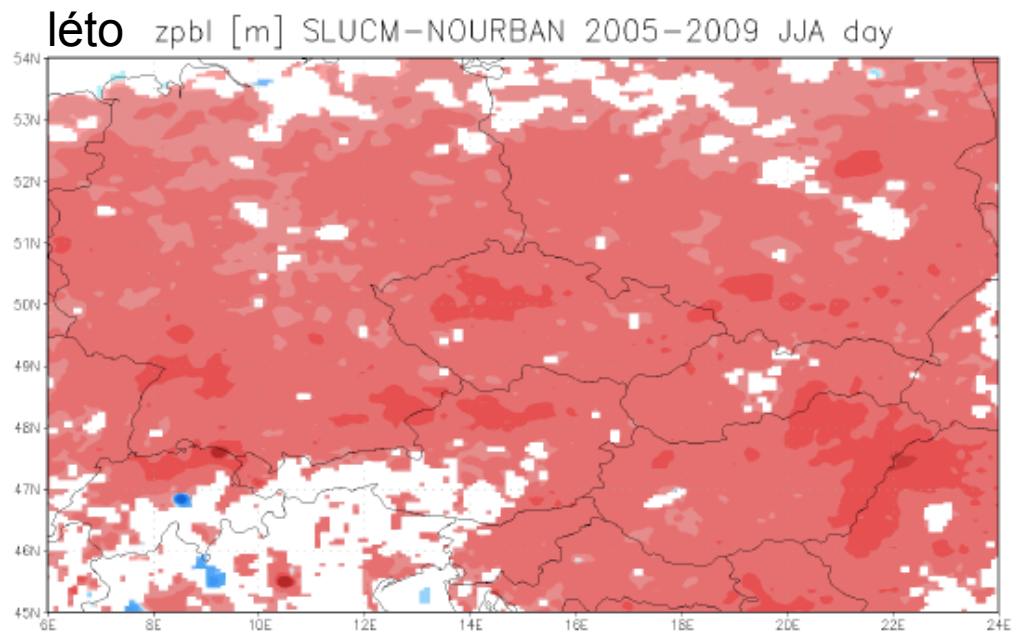 léto zpbl [m] SLUCM-NOURBAN 2005-2009 JJA day
54N
53N
52N
51N
50N
49N
48N
47N
46N
45N
6E 8E 10E 12E 14E 16E 18E 20E 22E 24E